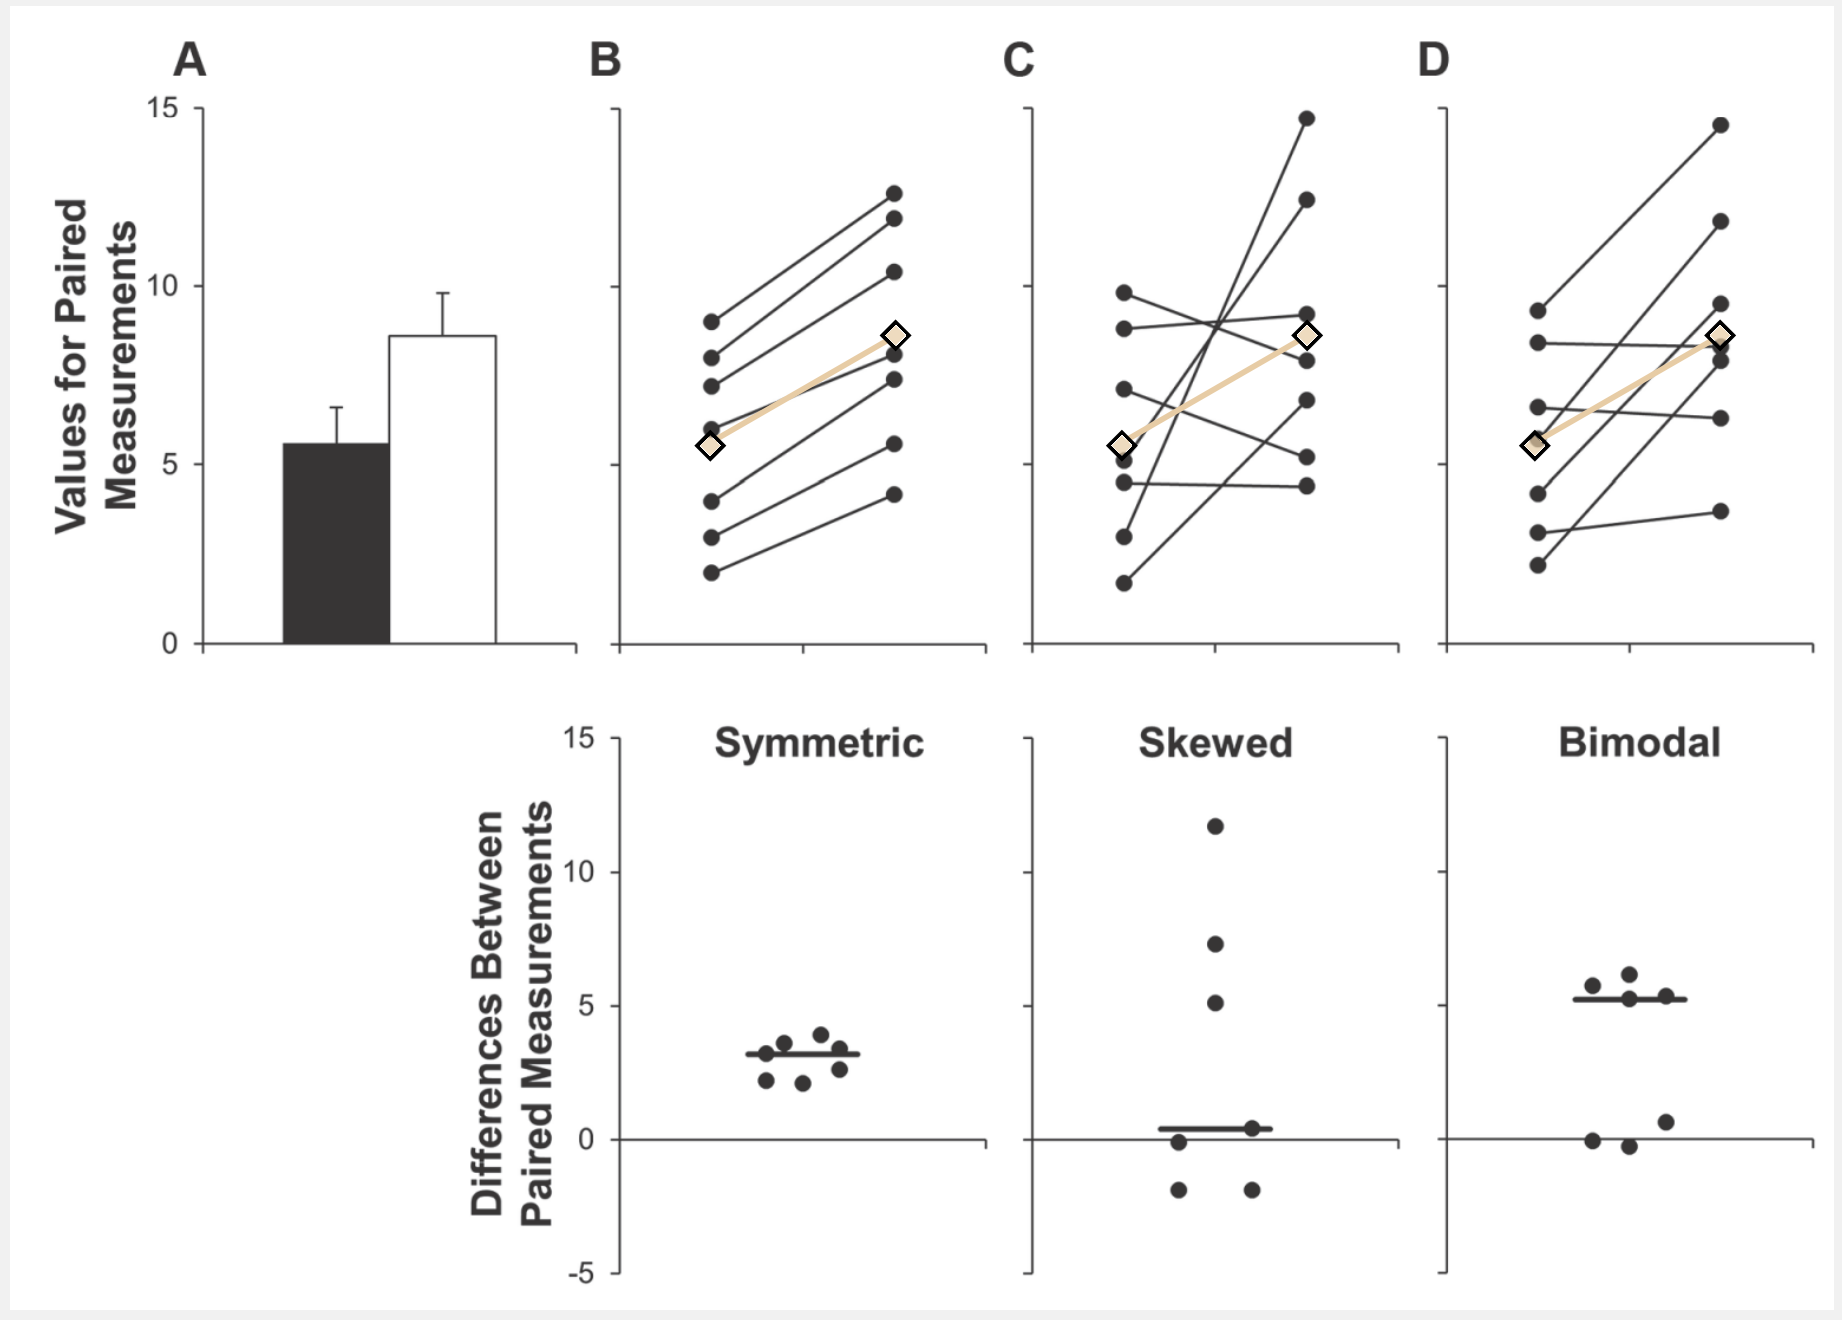 A
B
C
D
Values for Paired
Measurements
15
10
5
0
Symmetric
Skewed
Bimodal
Differences Between
Paired Measurements
15
10
5
0
-5